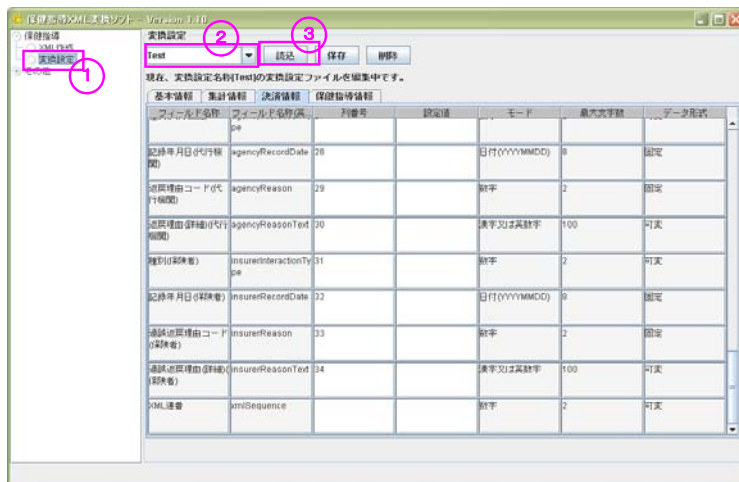 保健指導XML変換ソフト - Version 1.10
保健指導
XML作成
変換設定
その他
①
変換設定
②
③
Test
読込
保存
削除
現在、変換設定名称[Test]の変換設定ファイルを編集中です。
基本情報
集計情報
決済情報
保健指導情報
フィールド名称
フィールド名称(英...
列番号
設定値
モード
最大文字数
データ形式
pe
記録年月日(代行機関)
agencyRecordDate
28
日付(YYYYMMDD)
8
固定
返戻理由コード(代行機関)
agencyReason
29
数字
2
固定
返戻理由(詳細)(代行機関)
agencyReasonText
30
漢字又は英数字
100
可変
種別(保険者)
insurerInteractionType
31
数字
2
可変
記録年月日(保険者)
insurerRecordDate
32
日付(YYYYMMDD)
8
固定
過誤返戻理由コード(保険者)
insurerReason
33
数字
2
固定
過誤返戻理由(詳細)(保険者)
insurerReasonText
34
漢字又は英数字
100
可変
XML連番
xmlSequence
数字
2
可変